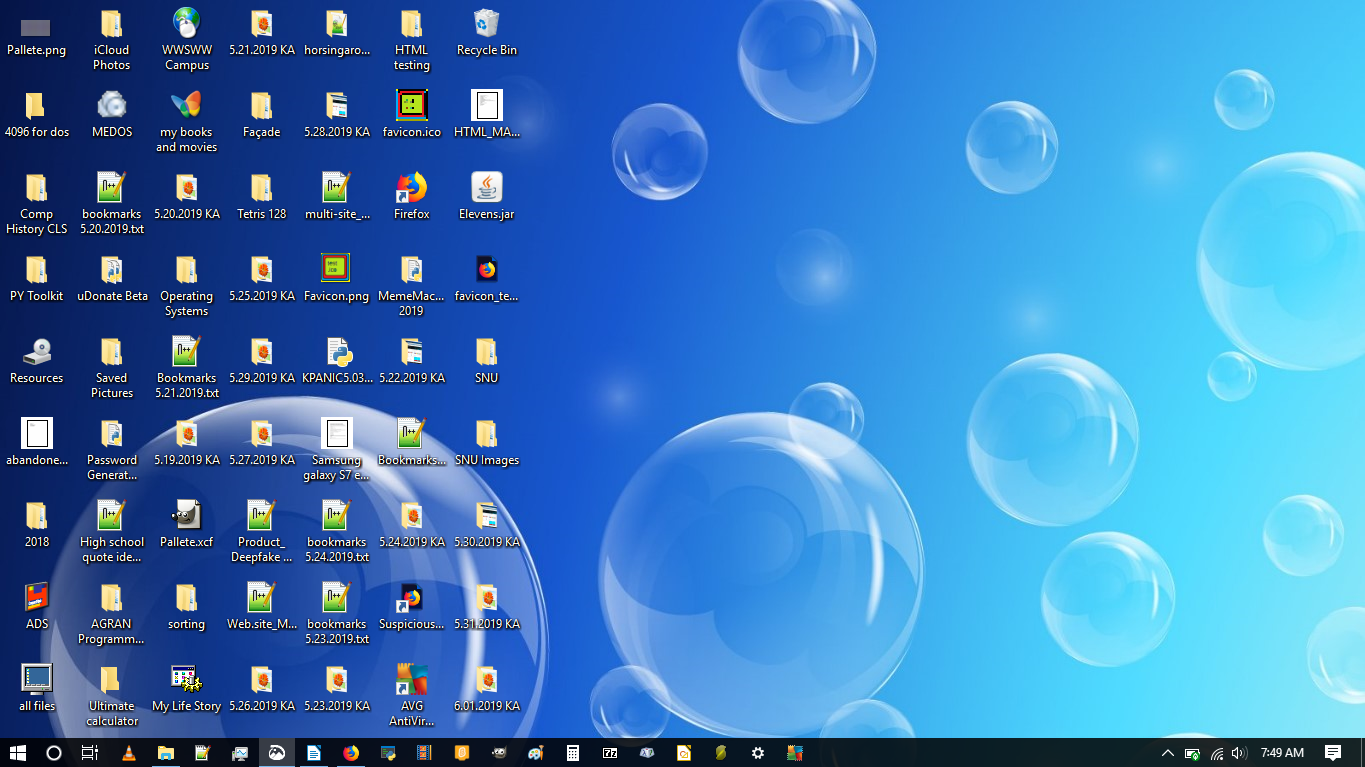 Pallete.png
iCloud
Photos
WWSWW
Campus
5.21.2019 KA
horsingaro...
HTML
testing
Recycle Bin
4096 for dos
MEDOS
my books
and movies
Façade
5.28.2019 KA
favicon.ico
HTML_MA...
Comp
History CLS
bookmarks
5.20.2019.txt
5.20.2019 KA
Tetris 128
multi-site_...
Firefox
Elevens.jar
PY Toolkit
uDonate Beta
Operating
Systems
5.25.2019 KA
Favicon.png
MemeMac...
2019
favicon_te...
Resources
Saved
Pictures
Bookmarks
5.21.2019.txt
5.29.2019 KA
KPANIC5.03...
5.22.2019 KA
SNU
abandone...
Password
Generat...
5.19.2019 KA
5.27.2019 KA
Samsung
galaxy S7 e...
Bookmarks...
SNU Images
2018
High school
quote ide...
Pallete.xcf
Product_
Deepfake ...
bookmarks
5.24.2019.txt
5.24.2019 KA
5.30.2019 KA
ADS
AGRAN
Programm...
sorting
Web.site_M...
bookmarks
5.23.2019.txt
Suspicious...
5.31.2019 KA
all files
Ultimate
calculator
My Life Story
5.26.2019 KA
5.23.2019 KA
AVG
AntiVir...
6.01.2019 KA
7:49 AM